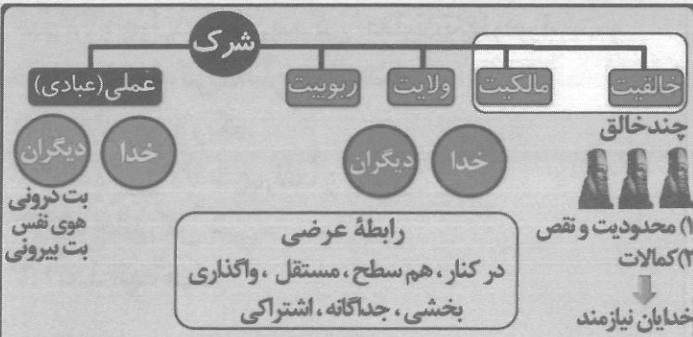 شرک
خالقیت
مالکیت
ولایت
ربوبیت
عملی (عبادی)
چندخالق
۱) محدودیت و نقص
۲) کمالات
خدایان نیازمند
خدا
دیگران
رابطهٔ عرضی
در کنار، هم سطح، مستقل، واگذاری
بخشی، جداگانه، اشتراکی
خدا
دیگران
بت درونی
هوی نفس
بت بیرونی